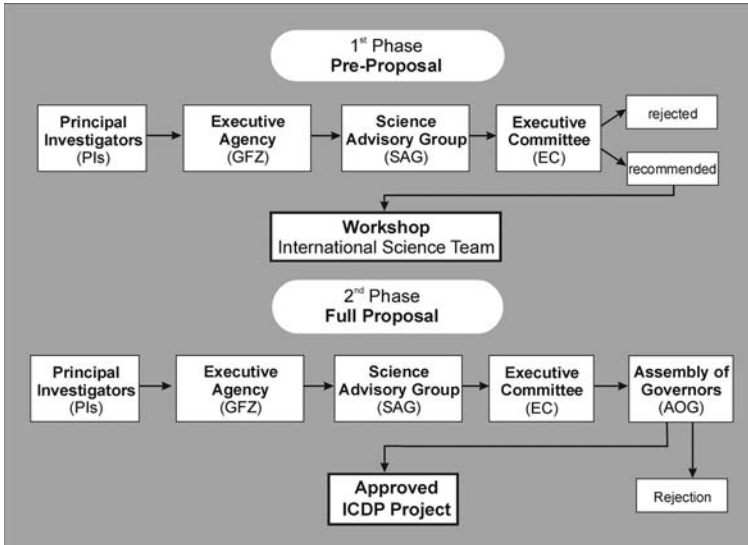 1st Phase
Pre-Proposal
Principal
Investigators
(PIs)
Executive
Agency
(GFZ)
Science
Advisory Group
(SAG)
Executive
Committee
(EC)
rejected
recommended
Workshop
International Science Team
2nd Phase
Full Proposal
Principal
Investigators
(PIs)
Executive
Agency
(GFZ)
Science
Advisory Group
(SAG)
Executive
Committee
(EC)
Assembly of
Governors
(AOG)
Approved
ICDP Project
Rejection